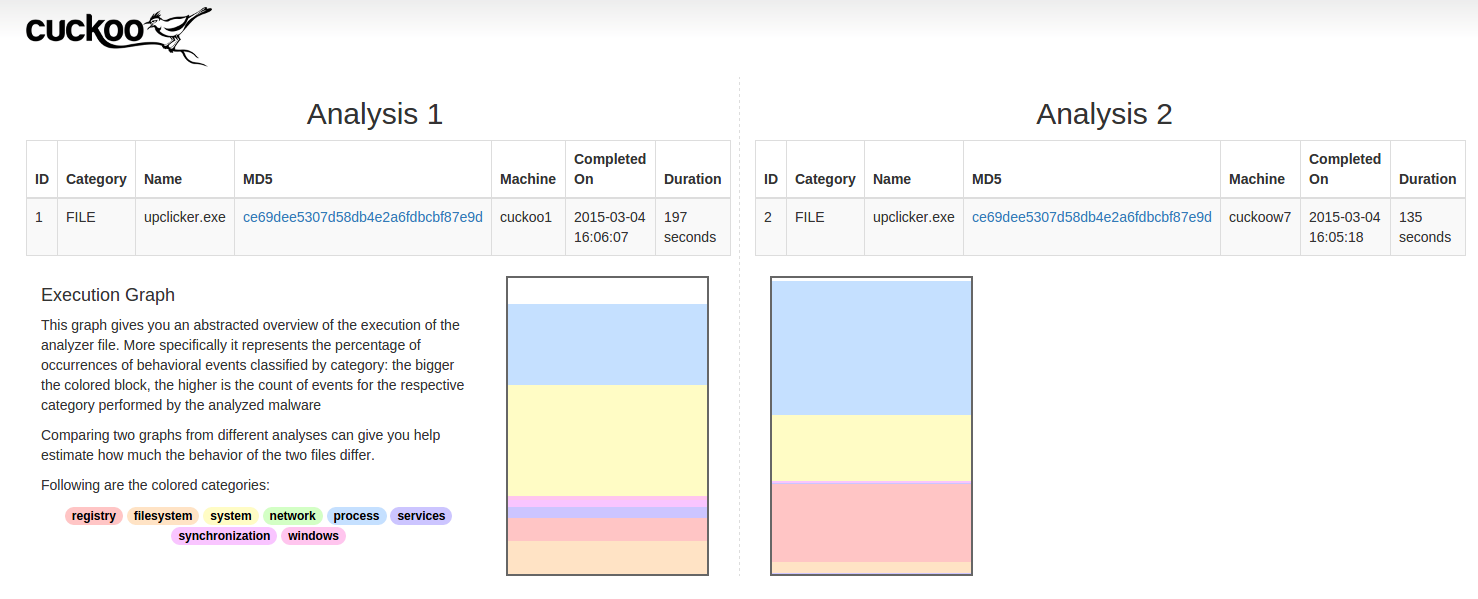 cuckoo
Analysis 1
ID Category Name MD5 Machine Completed On Duration
1 FILE upclicker.exe ce69dee5307d58db4e2a6fdbcbf87e9d cuckoo1 2015-03-04 16:06:07 197 seconds
Analysis 2
ID Category Name MD5 Machine Completed On Duration
2 FILE upclicker.exe ce69dee5307d58db4e2a6fdbcbf87e9d cuckoow7 2015-03-04 16:05:18 135 seconds
Execution Graph
This graph gives you an abstracted overview of the execution of the
analyzer file. More specifically it represents the percentage of
occurrences of behavioral events classified by category: the bigger
the colored block, the higher is the count of events for the respective
category performed by the analyzed malware
Comparing two graphs from different analyses can give you help
estimate how much the behavior of the two files differ.
Following are the colored categories:
registry filesystem system network process services
synchronization windows